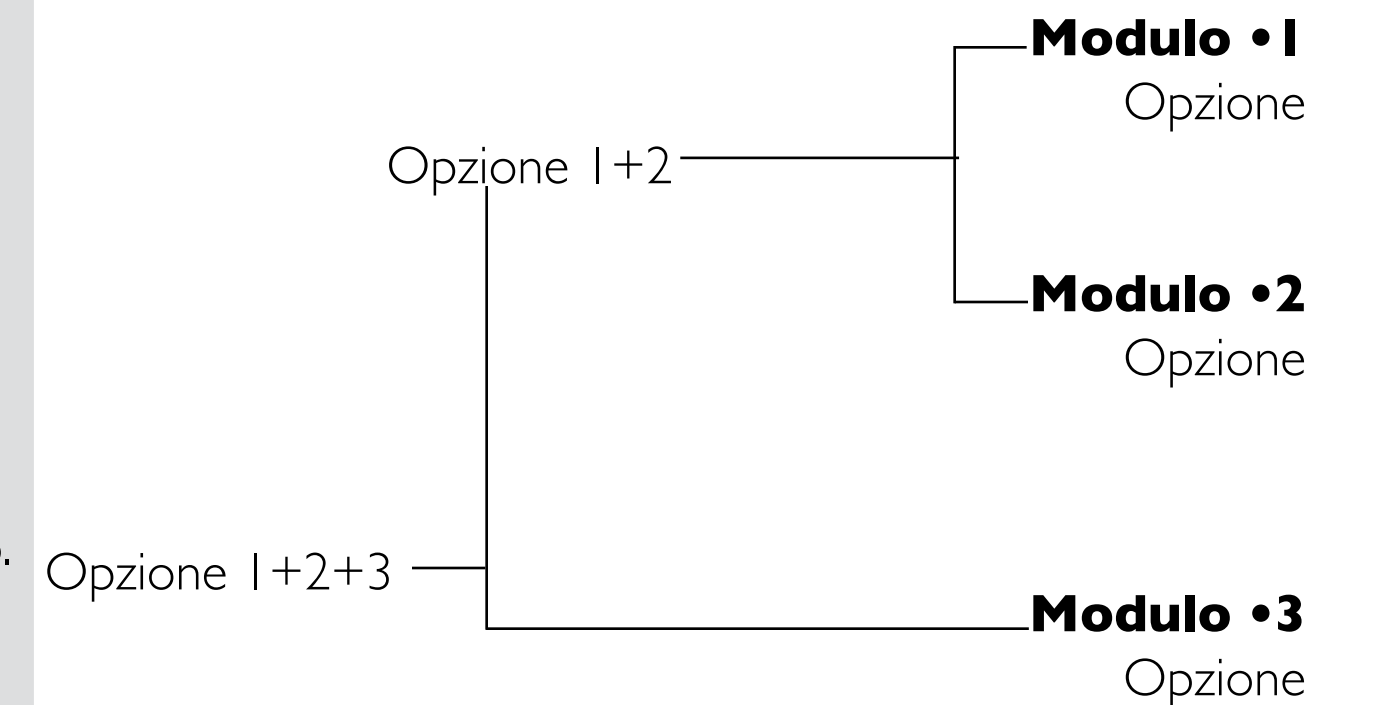 Modulo •1
Opzione
Opzione 1+2
Modulo •2
Opzione
Opzione 1+2+3
Modulo •3
Opzione